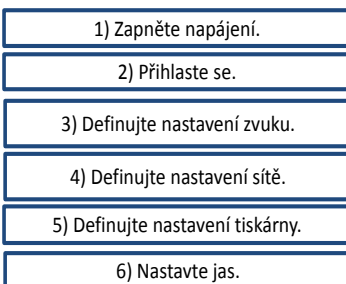 1) Zapněte napájení.
2) Přihlaste se.
3) Definujte nastavení zvuku.
4) Definujte nastavení sítě.
5) Definujte nastavení tiskárny.
6) Nastavte jas.